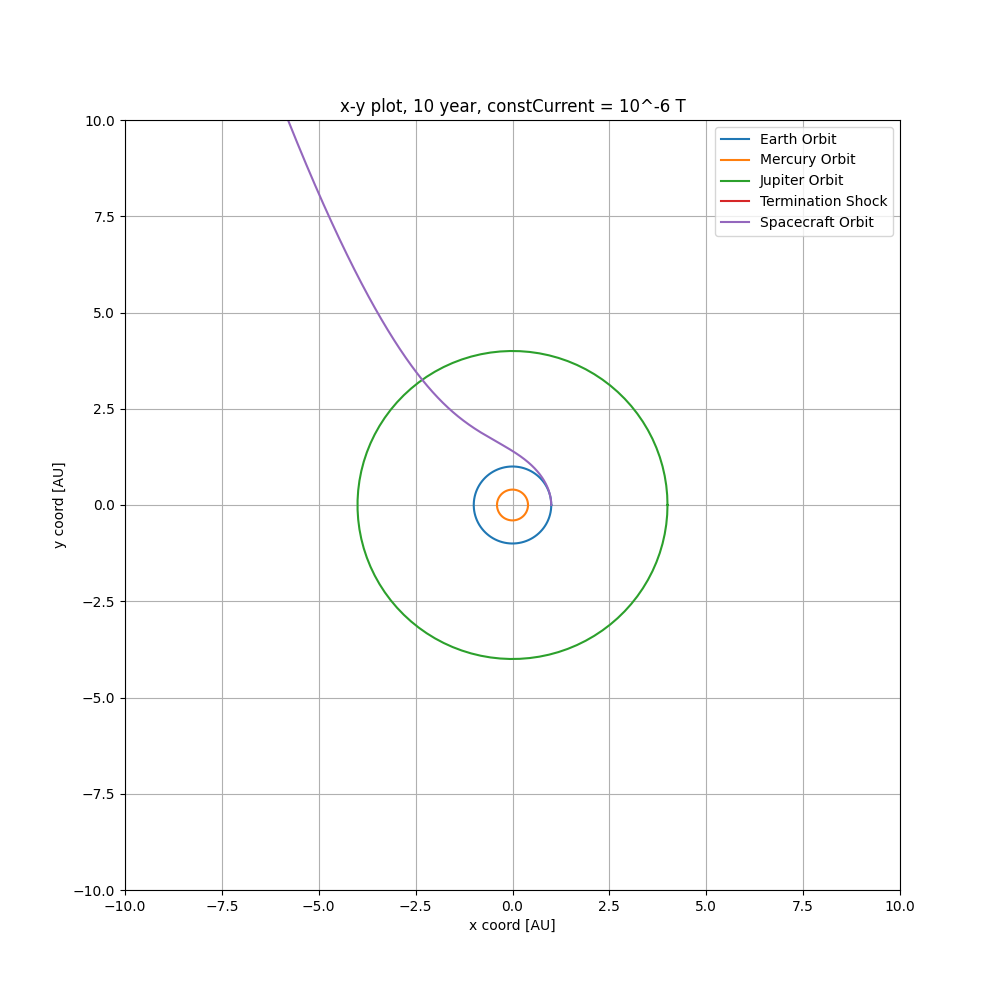 x-y plot, 10 year, constCurrent = 10^-6 T
Earth Orbit
Mercury Orbit
Jupiter Orbit
Termination Shock
Spacecraft Orbit
y coord [AU]
10.0
7.5
5.0
2.5
0.0
−2.5
−5.0
−7.5
−10.0
−10.0 −7.5 −5.0 −2.5 0.0 2.5 5.0 7.5 10.0
x coord [AU]